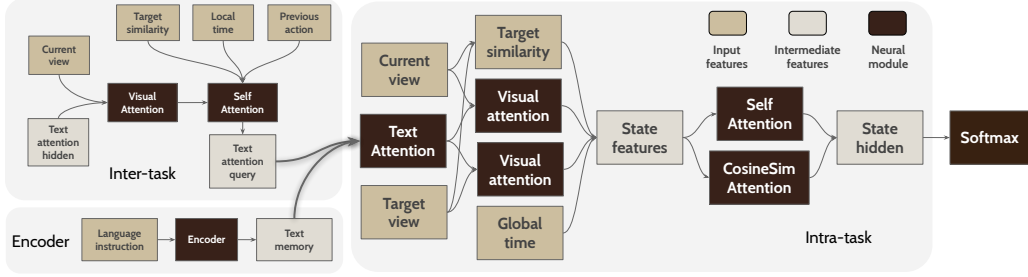 Target
similarity
Local
time
Previous
action
Current
view
Visual
Attention
Self
Attention
Text
attention
hidden
Text
attention
query
Inter-task
Encoder
Language
instruction
Encoder
Text
memory
Current
view
Text
Attention
Target
view
Target
similarity
Visual
attention
Visual
attention
Global
time
State
features
Self
Attention
CosineSim
Attention
State
hidden
Softmax
Input
features
Intermediate
features
Neural
module
Intra-task